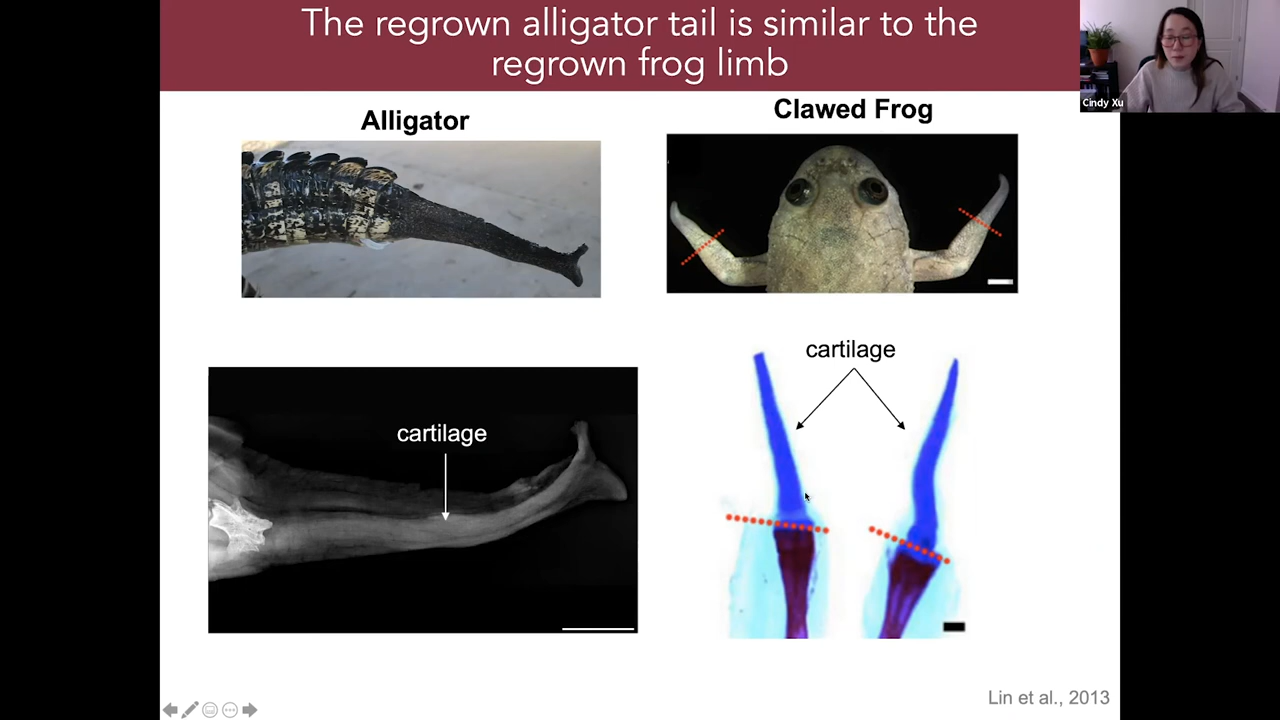 The regrown alligator tail is similar to the
regrown frog limb
Cindy Xu
Alligator
Clawed Frog
cartilage
cartilage
Lin et al., 2013